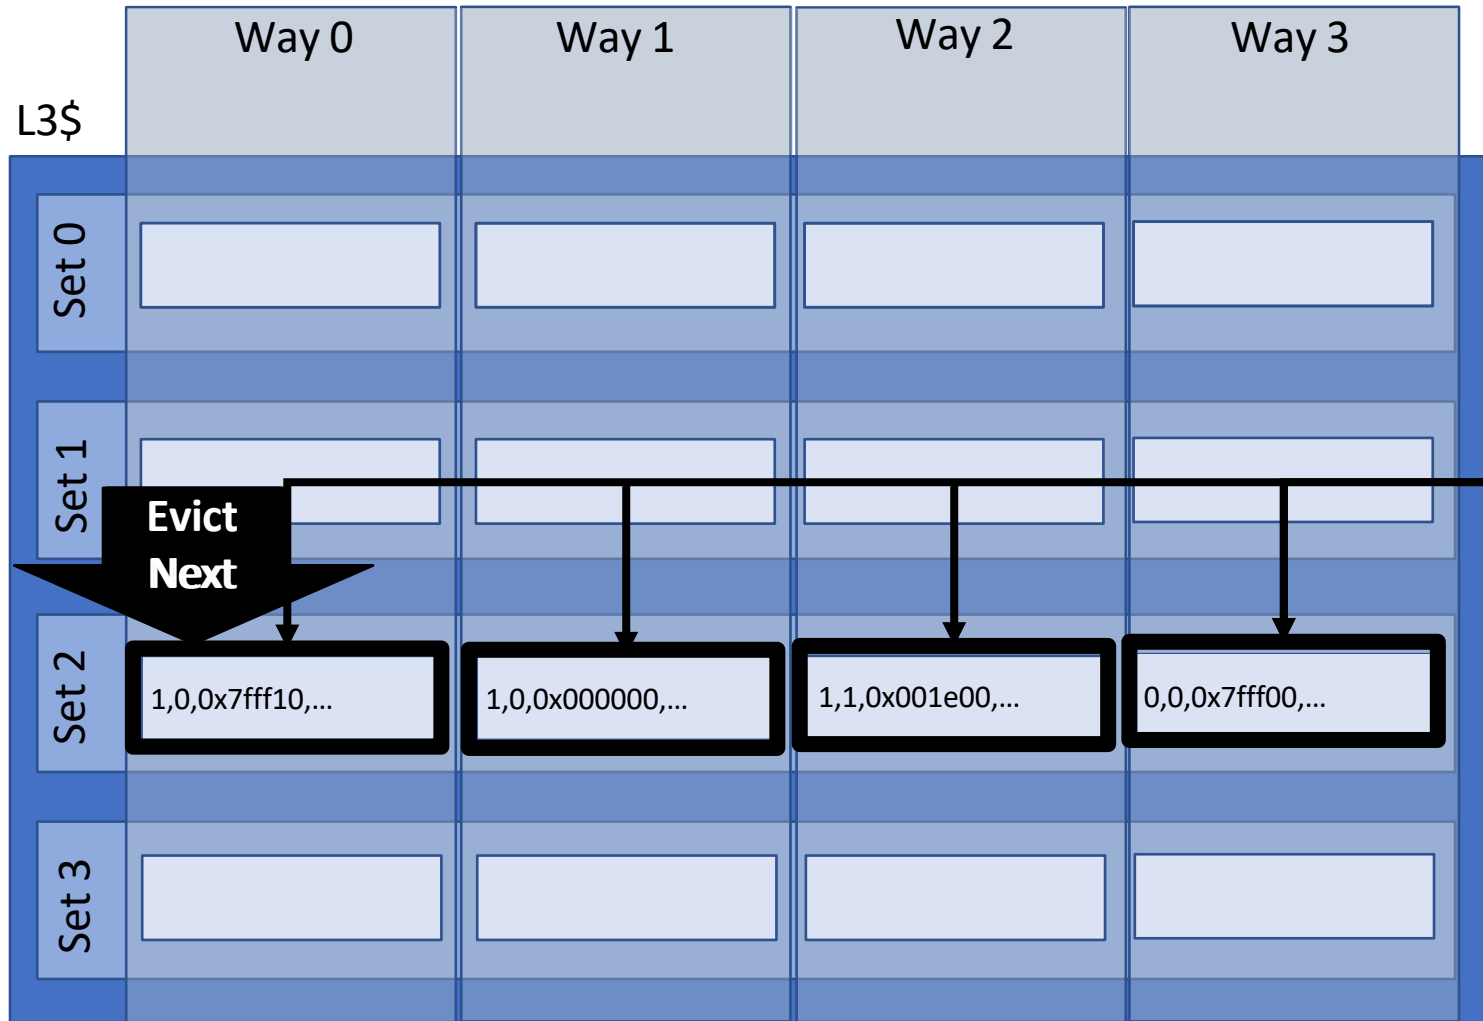 Way 0
Way 1
Way 2
Way 3
L3$
Set 0
Set 1
Evict
Next
Set 2
1,0,0x7fff10,...
1,0,0x000000,...
1,1,0x001e00,...
0,0,0x7fff00,...
Set 3